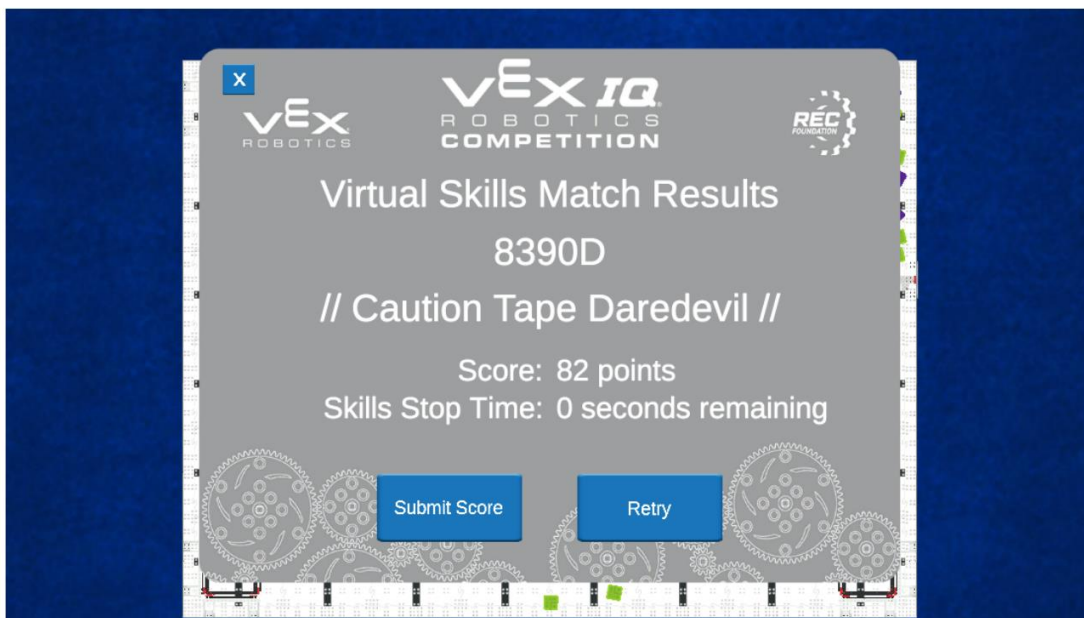 X
VEX
ROBOTICS
VEX IQ
ROBOTICS
COMPETITION
REC
FOUNDATION
Virtual Skills Match Results
8390D
// Caution Tape Daredevil //
Score: 82 points
Skills Stop Time: 0 seconds remaining
Submit Score
Retry